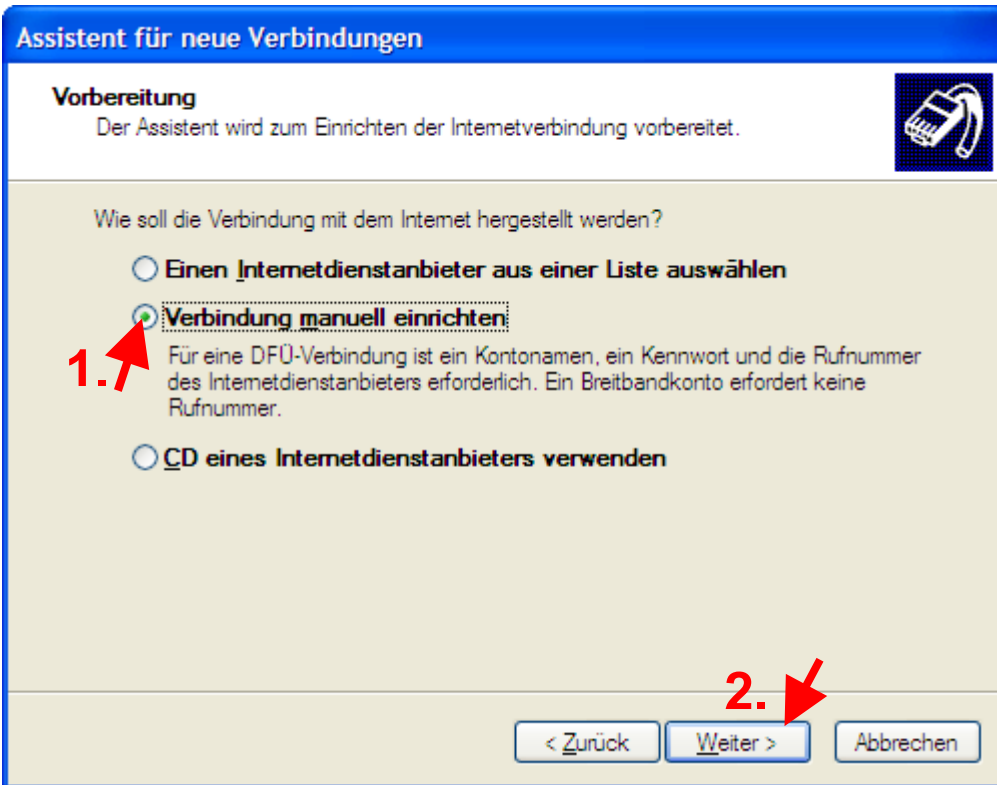 Assistent für neue Verbindungen
Vorbereitung
Der Assistent wird zum Einrichten der Internetverbindung vorbereitet.
Wie soll die Verbindung mit dem Internet hergestellt werden?
Einen Internetdienstanbieter aus einer Liste auswählen
Verbindung manuell einrichten
1.
Für eine DFÜ-Verbindung ist ein Kontonamen, ein Kennwort und die Rufnummer
des Internetdienstanbieters erforderlich. Ein Breitbandkonto erfordert keine
Rufnummer.
CD eines Internetdienstanbieters verwenden
2.
< Zurück Weiter > Abbrechen